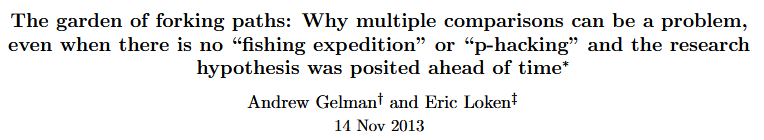 The garden of forking paths: Why multiple comparisons can be a problem,
even when there is no “fishing expedition” or “p-hacking” and the research
hypothesis was posited ahead of time*
Andrew Gelman† and Eric Loken‡
14 Nov 2013